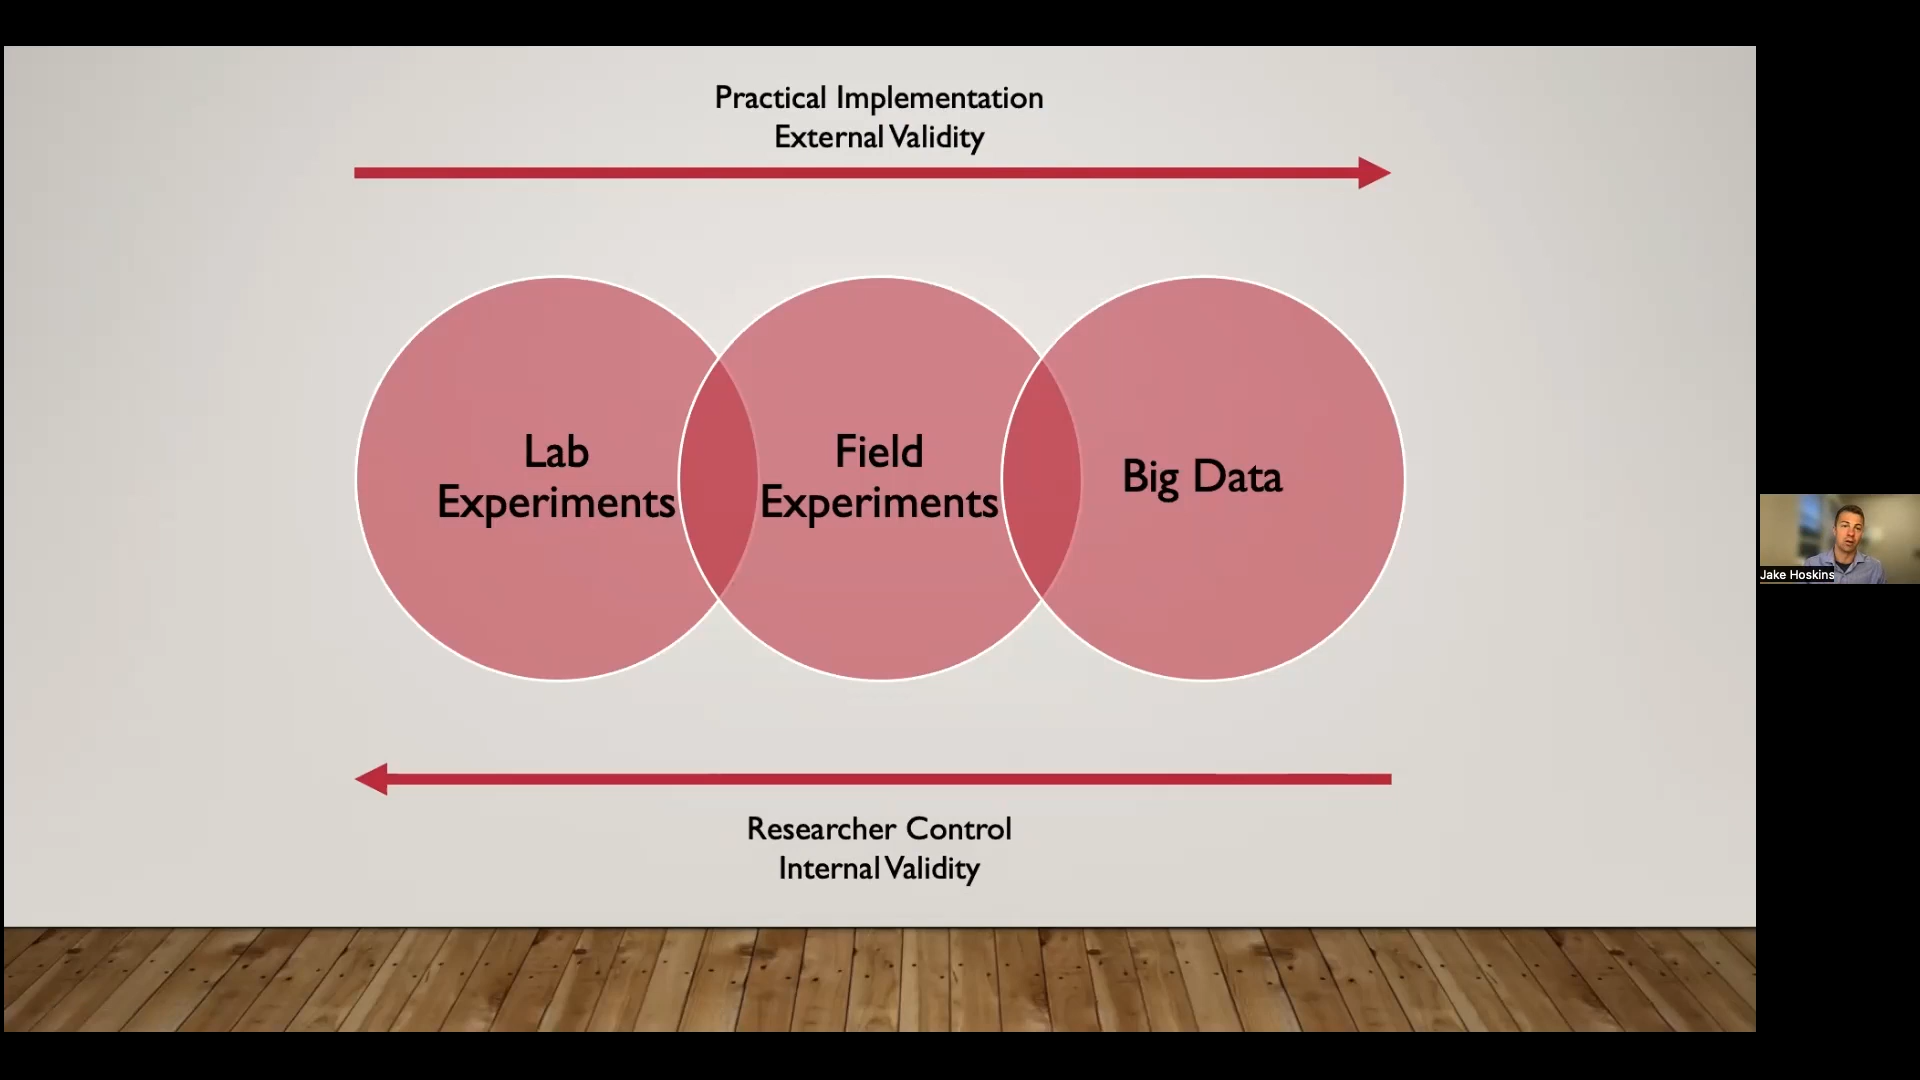 Practical Implementation
External Validity
Lab
Experiments
Field
Experiments
Big Data
Researcher Control
Internal Validity
Jake Hoskins